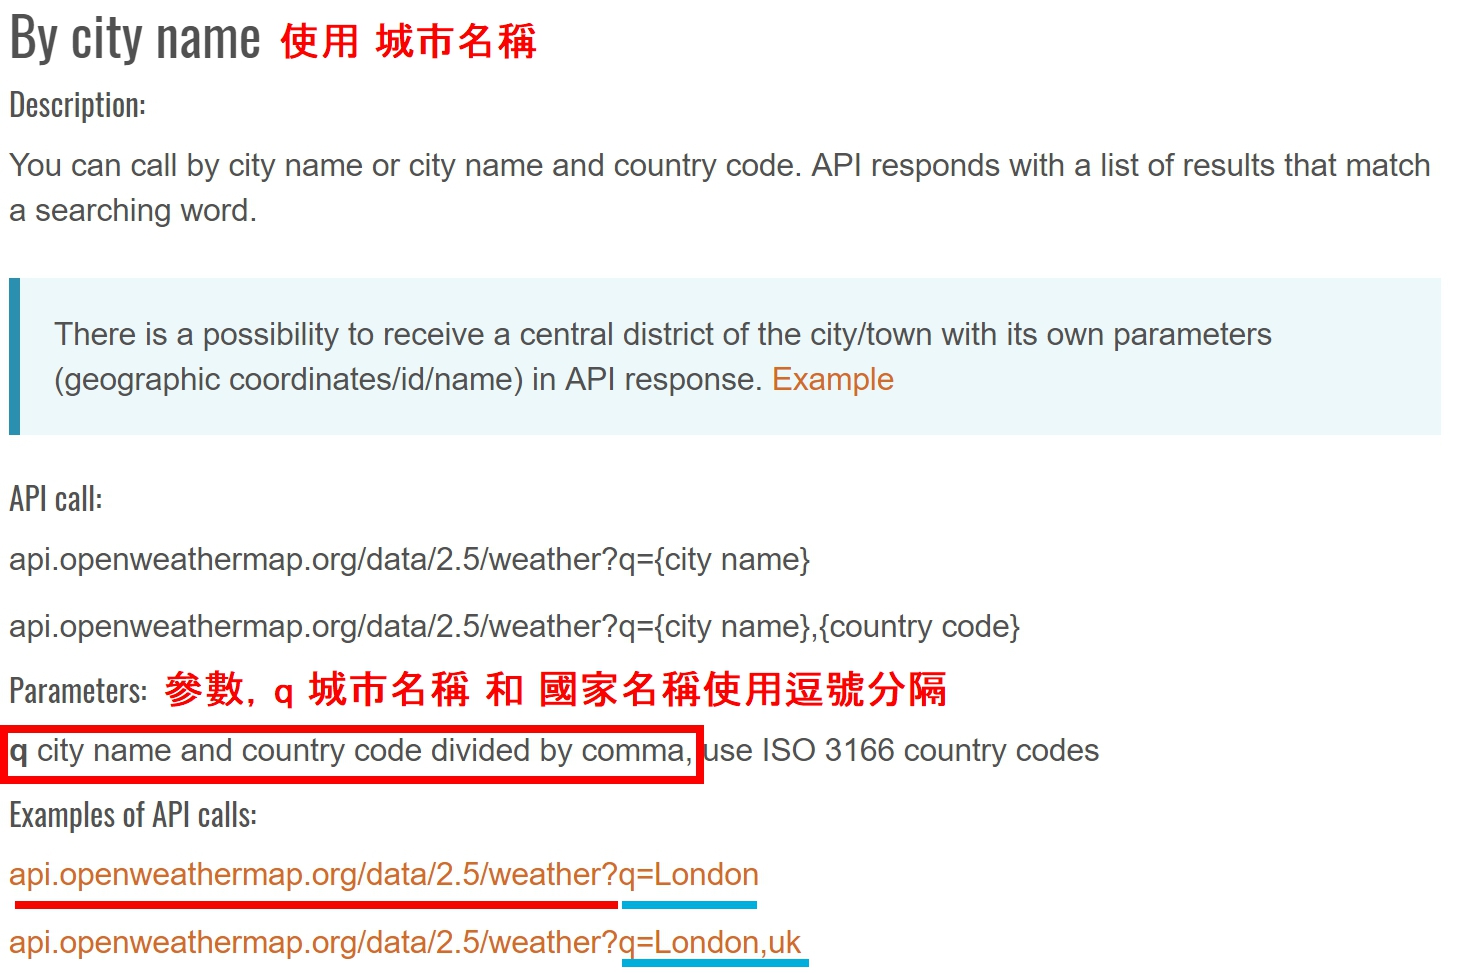 By city name 使用 城市名稱
Description:
You can call by city name or city name and country code. API responds with a list of results that match
a searching word.
There is a possibility to receive a central district of the city/town with its own parameters
(geographic coordinates/id/name) in API response. Example
API call:
api.openweathermap.org/data/2.5/weather?q={city name}
api.openweathermap.org/data/2.5/weather?q={city name},{country code}
Parameters: 參數, q 城市名稱 和 國家名稱使用逗號分隔
q city name and country code divided by comma, use ISO 3166 country codes
Examples of API calls:
api.openweathermap.org/data/2.5/weather?q=London
api.openweathermap.org/data/2.5/weather?q=London,uk